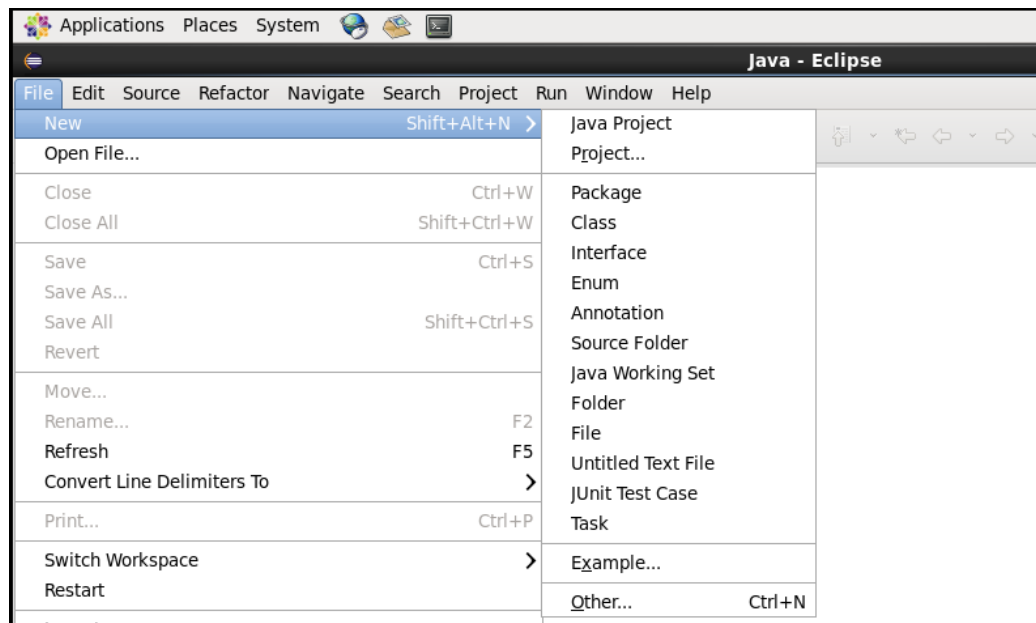 Applications Places System
Java - Eclipse
File Edit Source Refactor Navigate Search Project Run Window Help
New Shift+Alt+N
Open File...
Close Ctrl+W
Close All Shift+Ctrl+W
Save Ctrl+S
Save As...
Save All Shift+Ctrl+S
Revert
Move...
Rename... F2
Refresh F5
Convert Line Delimiters To
Print... Ctrl+P
Switch Workspace
Restart
Java Project
Project...
Package
Class
Interface
Enum
Annotation
Source Folder
Java Working Set
Folder
File
Untitled Text File
JUnit Test Case
Task
Example...
Other... Ctrl+N